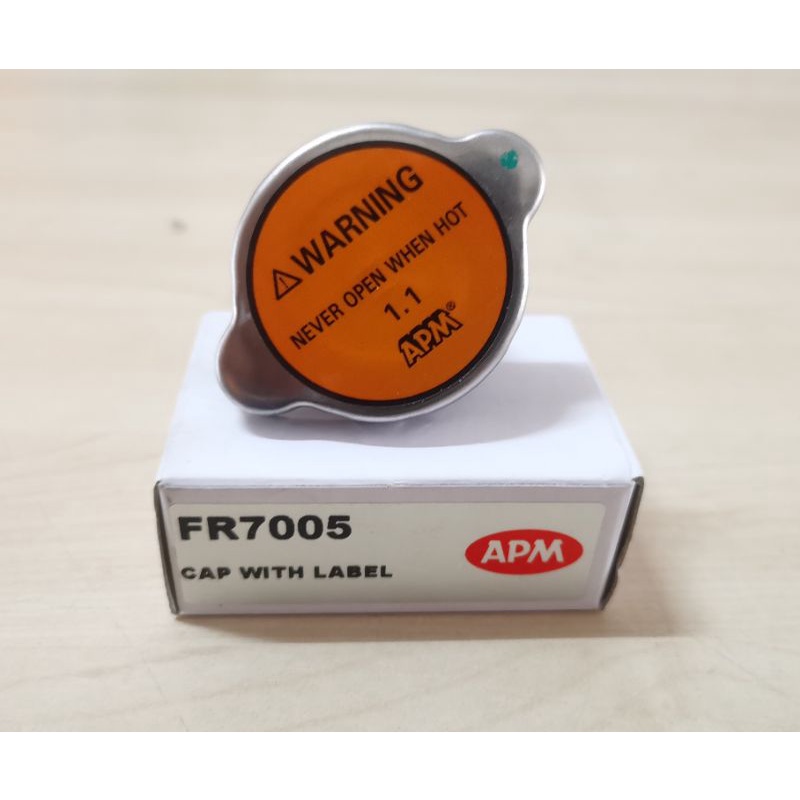 ⚠WARNING
NEVER OPEN WHEN HOT
1.1
APM®
FR7005
CAP WITH LABEL
APM